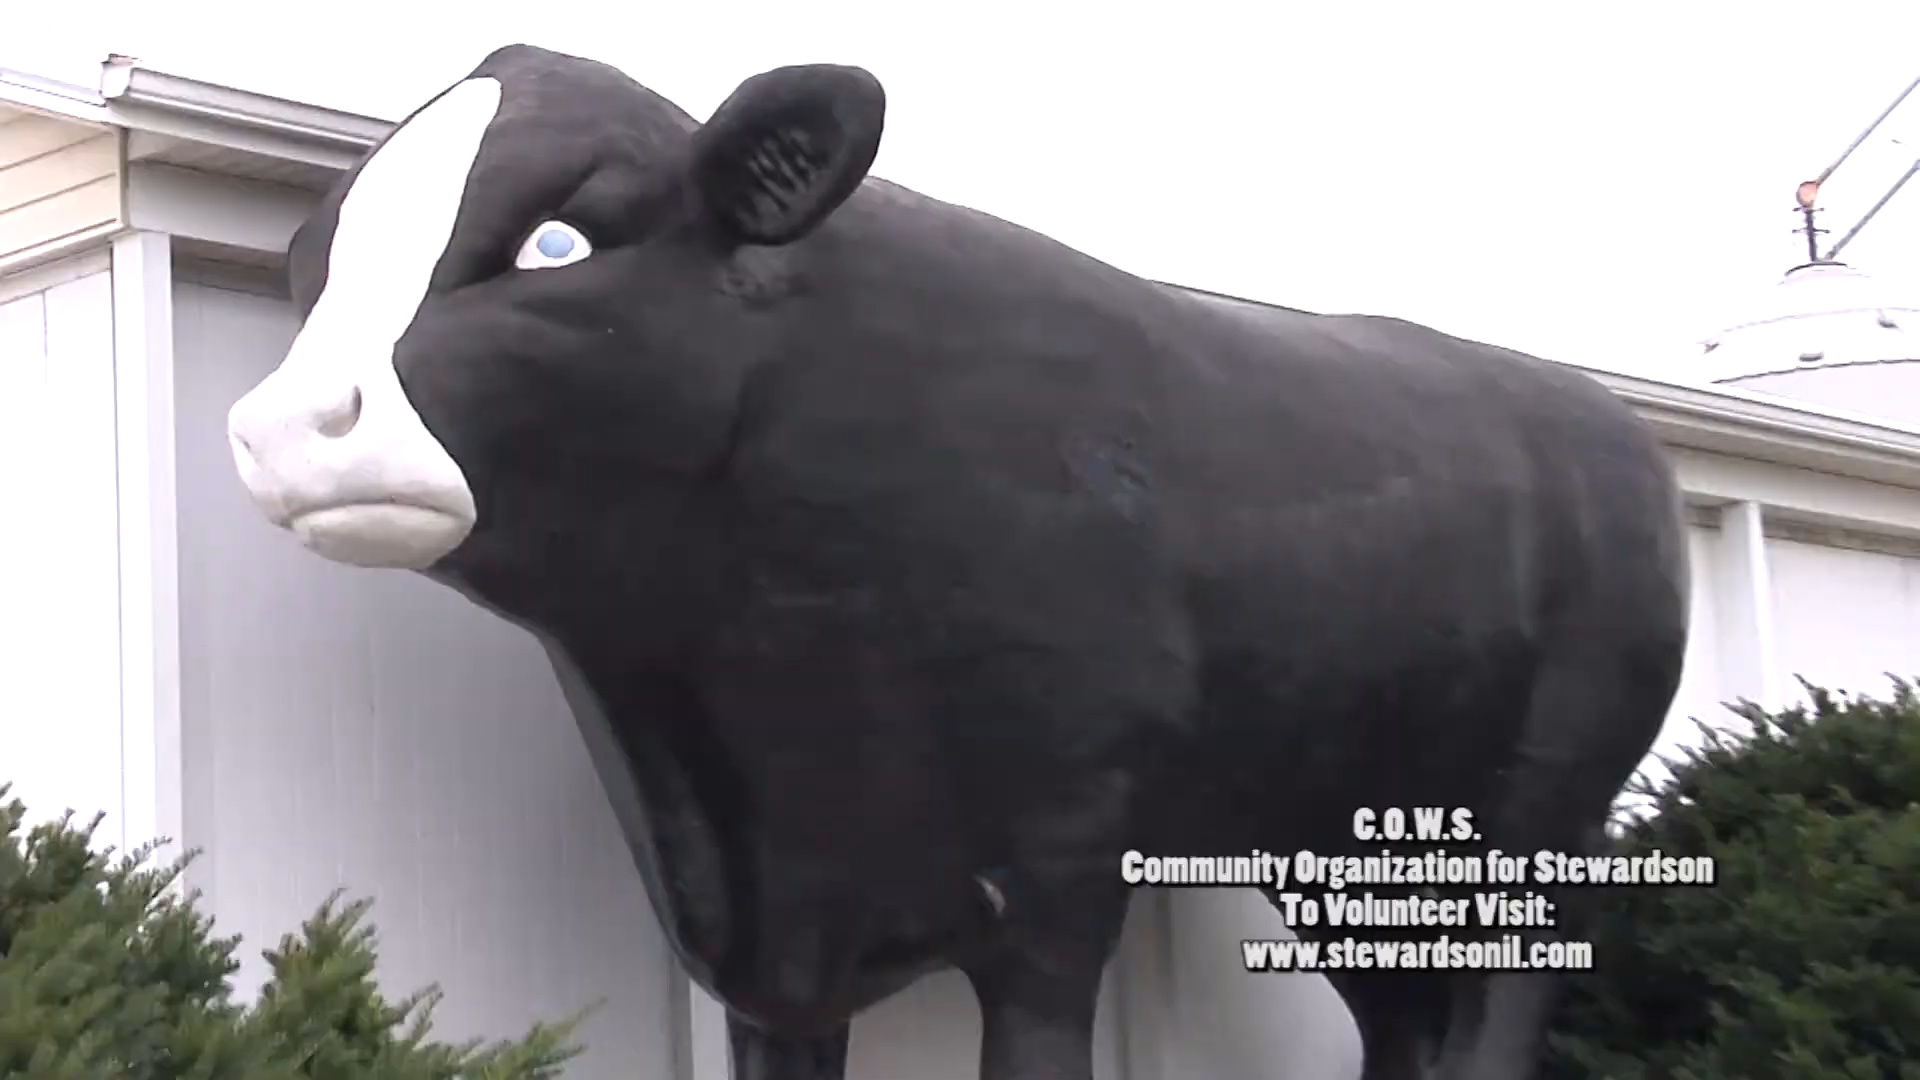 C.O.W.S.
Community Organization for Stewardson
To Volunteer Visit:
www.stewardsonil.com